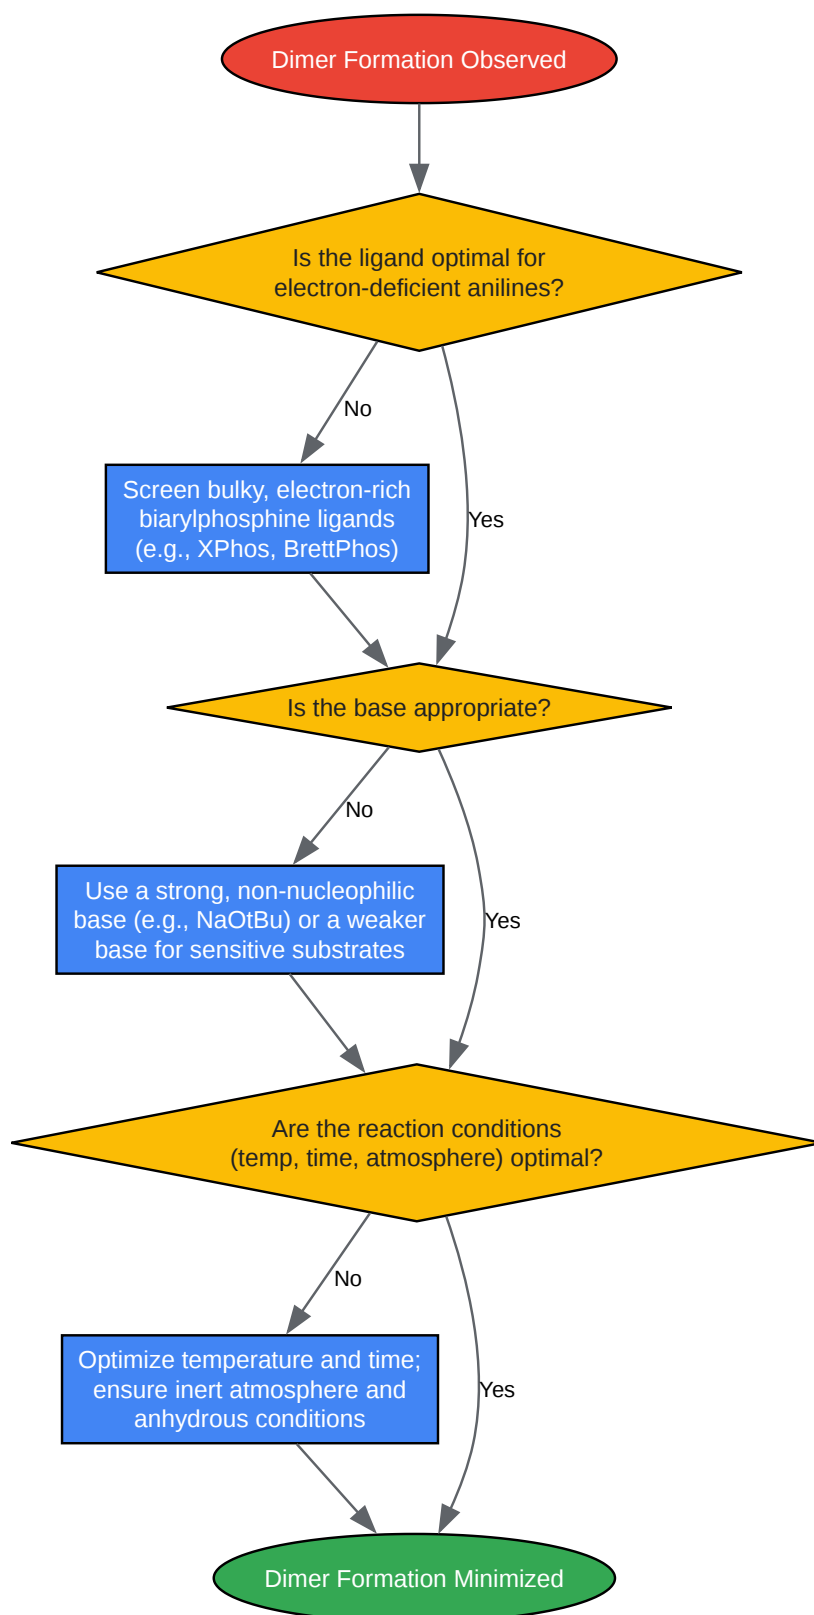 Dimer Formation Observed
Is the ligand optimal for
electron-deficient anilines?
No
Screen bulky, electron-rich
biarylphosphine ligands
(e.g., XPhos, BrettPhos)
Yes
Is the base appropriate?
No
Use a strong, non-nucleophilic
base (e.g., NaOtBu) or a weaker
base for sensitive substrates
Yes
Are the reaction conditions
(temp, time, atmosphere) optimal?
No
Optimize temperature and time;
ensure inert atmosphere and
anhydrous conditions
Yes
Dimer Formation Minimized